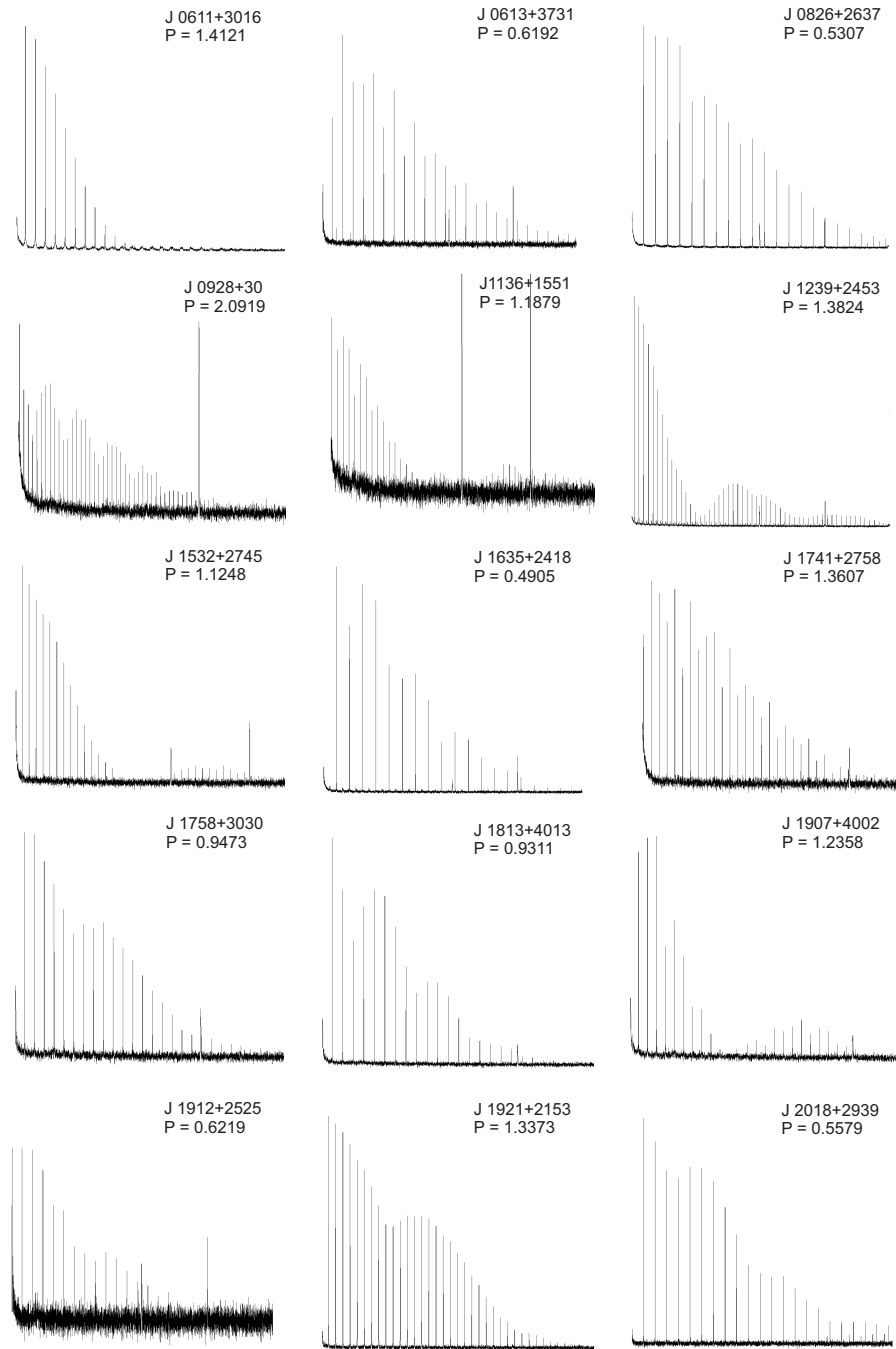 J 0611+3016
P = 1.4121
J 0613+3731
P = 0.6192
J 0826+2637
P = 0.5307
J 0928+30
P = 2.0919
J1136+1551
P = 1.1879
J 1239+2453
P = 1.3824
J 1532+2745
P = 1.1248
J 1635+2418
P = 0.4905
J 1741+2758
P = 1.3607
J 1758+3030
P = 0.9473
J 1813+4013
P = 0.9311
J 1907+4002
P = 1.2358
J 1912+2525
P = 0.6219
J 1921+2153
P = 1.3373
J 2018+2939
P = 0.5579